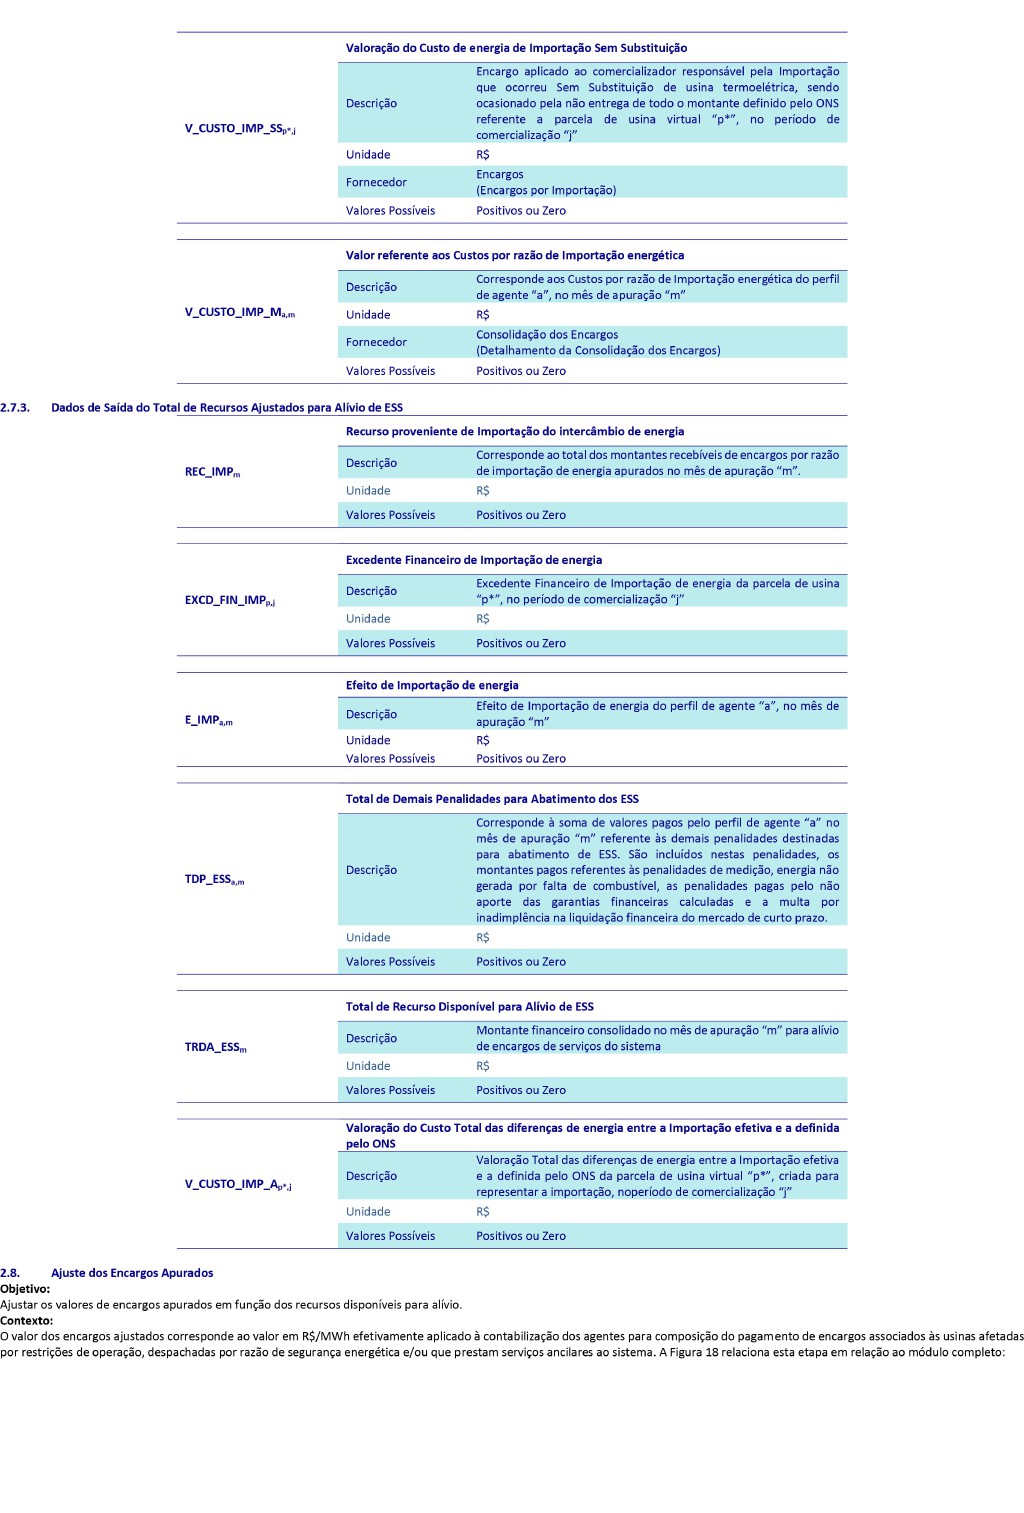 Valoração do Custo de energia de Importação Sem Substituição
V_CUSTO_IMP_SSp*,j
Descrição
Encargo aplicado ao comercializador responsável pela Importação
que ocorreu Sem Substituição de usina termoelétrica, sendo
ocasionado pela não entrega de todo o montante definido pelo ONS
referente a parcela de usina virtual “p*”, no período de
comercialização “j”
Unidade R$
Fornecedor
Encargos
(Encargos por Importação)
Valores Possíveis Positivos ou Zero
Valor referente aos Custos por razão de Importação energética
V_CUSTO_IMP_Ma,m
Descrição
Corresponde aos Custos por razão de Importação energética do perfil
de agente “a”, no mês de apuração “m”
Unidade R$
Fornecedor
Consolidação dos Encargos
(Detalhamento da Consolidação dos Encargos)
Valores Possíveis Positivos ou Zero
2.7.3. Dados de Saída do Total de Recursos Ajustados para Alívio de ESS
Recurso proveniente de Importação do intercâmbio de energia
REC_IMPm
Descrição
Corresponde ao total dos montantes recebíveis de encargos por razão
de importação de energia apurados no mês de apuração “m”.
Unidade R$
Valores Possíveis Positivos ou Zero
Excedente Financeiro de Importação de energia
EXCD_FIN_IMPp,j
Descrição
Excedente Financeiro de Importação de energia da parcela de usina
“p*”, no período de comercialização “j”
Unidade R$
Valores Possíveis Positivos ou Zero
Efeito de Importação de energia
E_IMPa,m
Descrição
Efeito de Importação de energia do perfil de agente “a”, no mês de
apuração “m”
Unidade R$
Valores Possíveis Positivos ou Zero
Total de Demais Penalidades para Abatimento dos ESS
TDP_ESSa,m
Descrição
Corresponde à soma de valores pagos pelo perfil de agente “a” no
mês de apuração “m” referente às demais penalidades destinadas
para abatimento de ESS. São incluídos nestas penalidades, os
montantes pagos referentes às penalidades de medição, energia não
gerada por falta de combustível, as penalidades pagas pelo não
aporte das garantias financeiras calculadas e a multa por
inadimplência na liquidação financeira do mercado de curto prazo.
Unidade R$
Valores Possíveis Positivos ou Zero
Total de Recurso Disponível para Alívio de ESS
TRDA_ESSm
Descrição
Montante financeiro consolidado no mês de apuração “m” para alívio
de encargos de serviços do sistema
Unidade R$
Valores Possíveis Positivos ou Zero
Valoração do Custo Total das diferenças de energia entre a Importação efetiva e a definida
pelo ONS
V_CUSTO_IMP_Ap*,j
Descrição
Valoração Total das diferenças de energia entre a Importação efetiva
e a definida pelo ONS da parcela de usina virtual “p*”, criada para
representar a importação, noperíodo de comercialização “j”
Unidade R$
Valores Possíveis Positivos ou Zero
2.8. Ajuste dos Encargos Apurados
Objetivo:
Ajustar os valores de encargos apurados em função dos recursos disponíveis para alívio.
Contexto:
O valor dos encargos ajustados corresponde ao valor em R$/MWh efetivamente aplicado à contabilização dos agentes para composição do pagamento de encargos associados às usinas afetadas
por restrições de operação, despachadas por razão de segurança energética e/ou que prestam serviços ancilares ao sistema. A Figura 18 relaciona esta etapa em relação ao módulo completo: